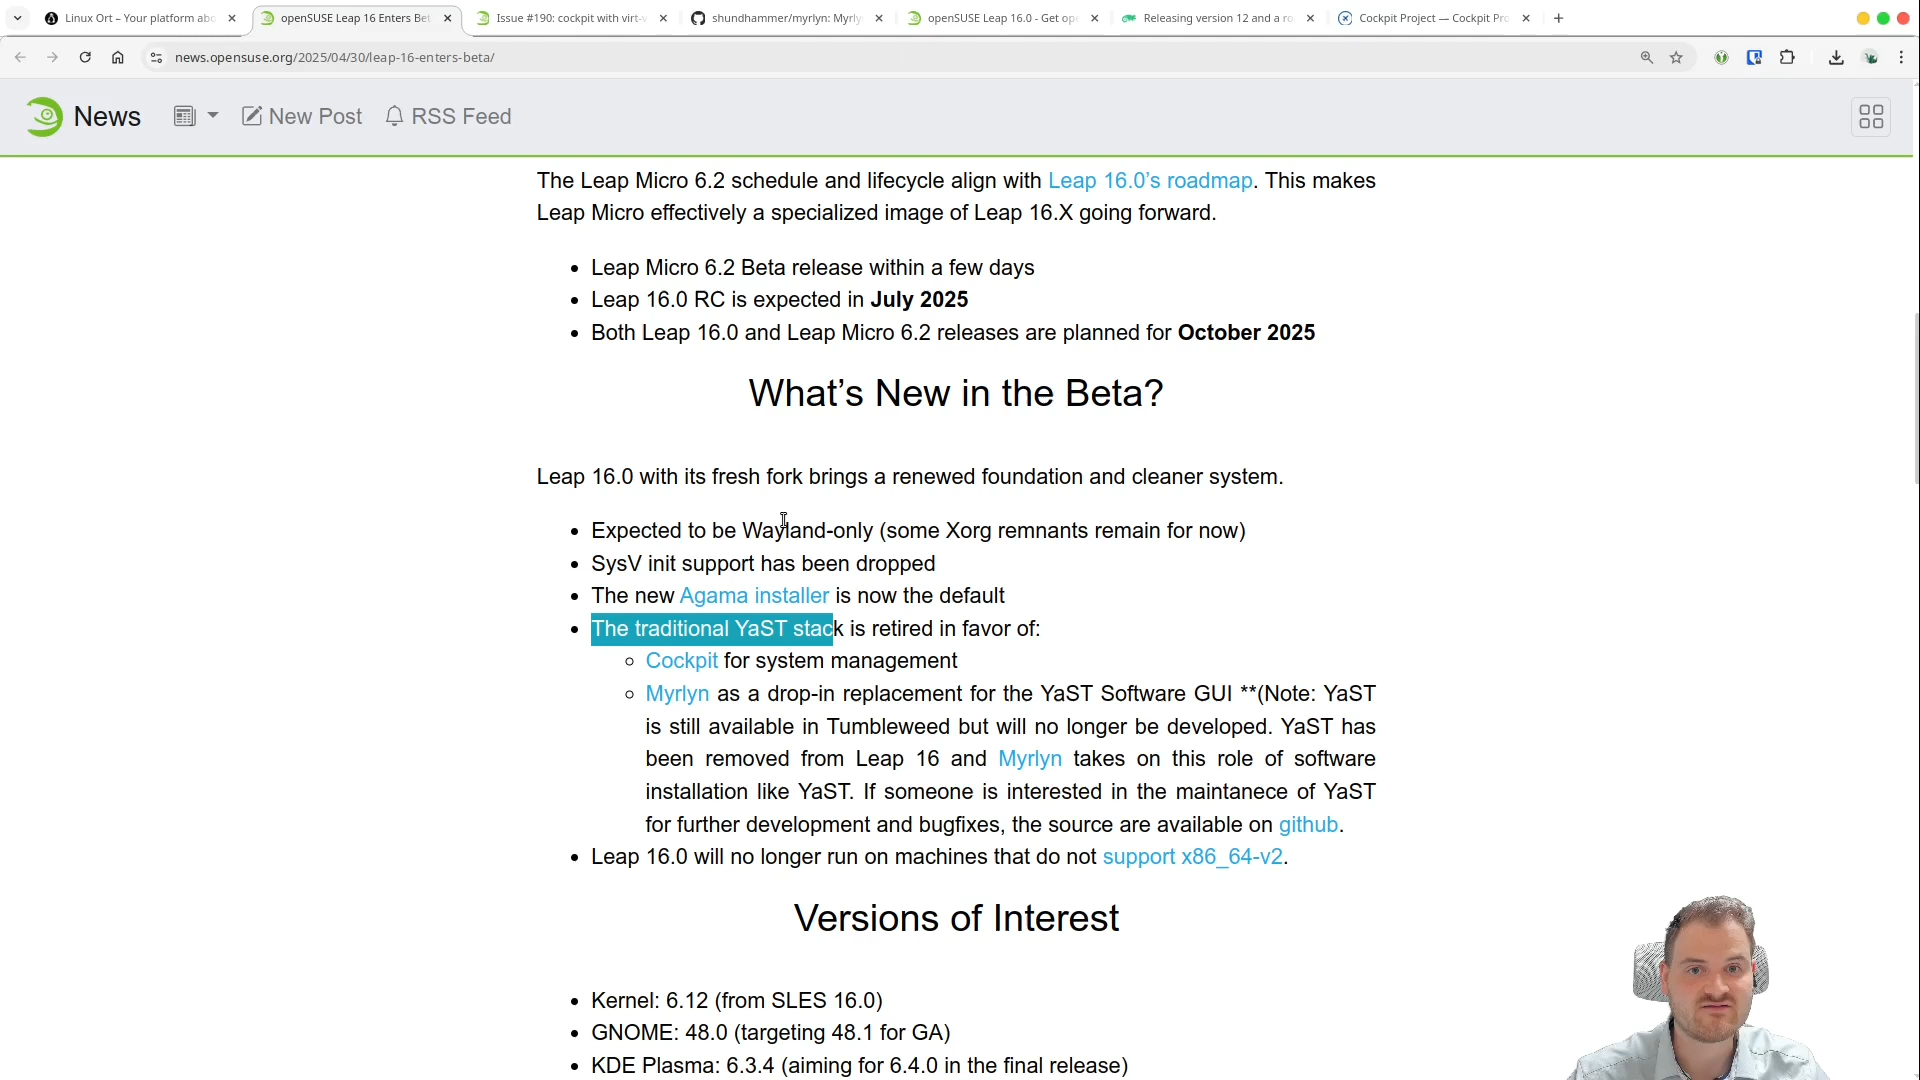 Linux Ort – Your platform abo
openSUSE Leap 16 Enters Bet
Issue #190: cockpit with virt-v
shundhammer/myrlyn: Myrly
openSUSE Leap 16.0 - Get ope
Releasing version 12 and a ro
Cockpit Project — Cockpit Pro
news.opensuse.org/2025/04/30/leap-16-enters-beta/
News
New Post
RSS Feed
The Leap Micro 6.2 schedule and lifecycle align with Leap 16.0’s roadmap. This makes
Leap Micro effectively a specialized image of Leap 16.X going forward.
• Leap Micro 6.2 Beta release within a few days
• Leap 16.0 RC is expected in July 2025
• Both Leap 16.0 and Leap Micro 6.2 releases are planned for October 2025
What’s New in the Beta?
Leap 16.0 with its fresh fork brings a renewed foundation and cleaner system.
• Expected to be Wayland-only (some Xorg remnants remain for now)
• SysV init support has been dropped
• The new Agama installer is now the default
• The traditional YaST stack is retired in favor of:
○ Cockpit for system management
○ Myrlyn as a drop-in replacement for the YaST Software GUI **(Note: YaST
is still available in Tumbleweed but will no longer be developed. YaST has
been removed from Leap 16 and Myrlyn takes on this role of software
installation like YaST. If someone is interested in the maintanece of YaST
for further development and bugfixes, the source are available on github.
• Leap 16.0 will no longer run on machines that do not support x86_64-v2.
Versions of Interest
• Kernel: 6.12 (from SLES 16.0)
• GNOME: 48.0 (targeting 48.1 for GA)
• KDE Plasma: 6.3.4 (aiming for 6.4.0 in the final release)